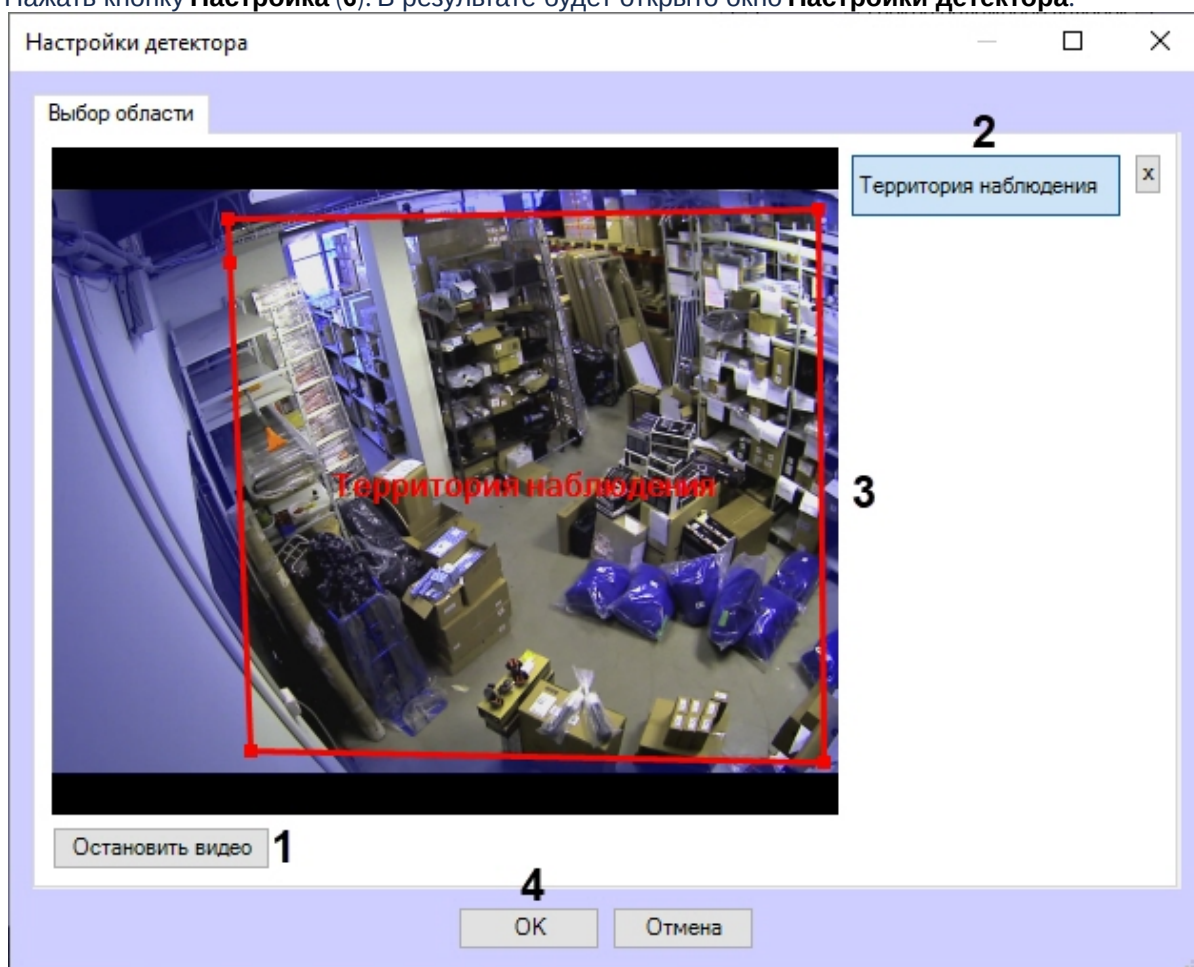 Нажать кнопку Настройка (6). В результате будет открыто окно Настройки детектора.
Настройки детектора
Выбор области
2
Территория наблюдения
x
Территория наблюдения
3
Остановить видео
1
4
OK
Отмена